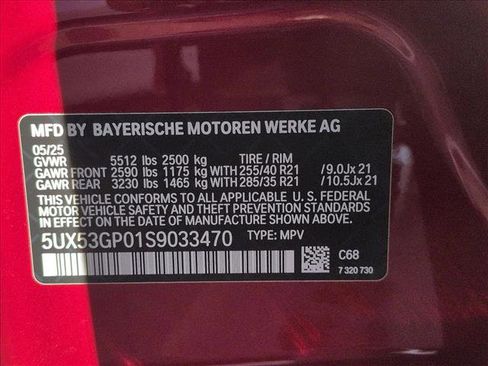 MFD BY BAYERISCHE MOTOREN WERKE AG
05/25
GVWR 5512 lbs 2500 kg TIRE / RIM
GAWR FRONT 2590 lbs 1175 kg WITH 255/40 R21 /9.0Jx 21
GAWR REAR 3230 lbs 1465 kg WITH 285/35 R21 /10.5Jx 21
THIS VEHICLE CONFORMS TO ALL APPLICABLE U.S. FEDERAL
MOTOR VEHICLE SAFETY, BUMPER, AND THEFT PREVENTION
STANDARDS IN EFFECT ON THE DATE OF MANUFACTURE SHOWN ABOVE.
5UX53GP01S9033470 TYPE: MPV
C68
7 320 730